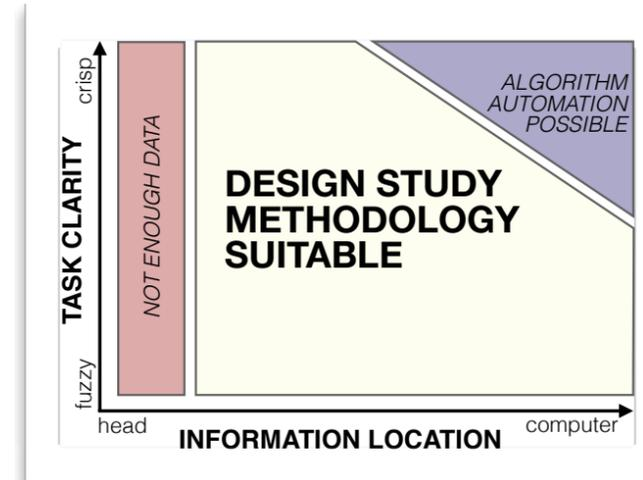 crisp
TASK CLARITY
fuzzy
NOT ENOUGH DATA
DESIGN STUDY
METHODOLOGY
SUITABLE
ALGORITHM
AUTOMATION
POSSIBLE
head
computer
INFORMATION LOCATION